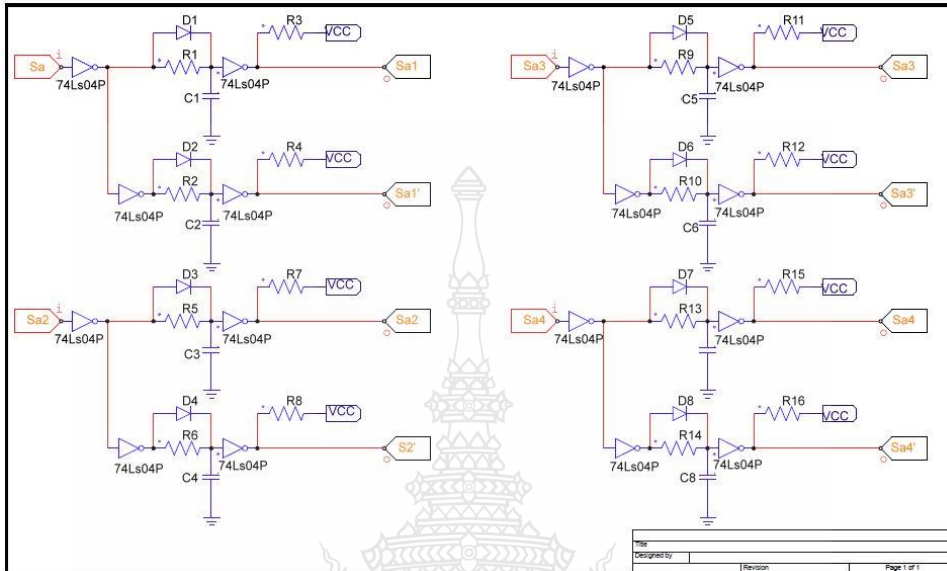 D1
R3
VCC
Sa
i
R1
Sa1
74Ls04P
74Ls04P
C1
D2
R4
VCC
R2
Sa1'
74Ls04P
74Ls04P
C2
D3
R7
VCC
Sa2
i
R5
Sa2
74Ls04P
74Ls04P
C3
D4
R8
VCC
R6
S2'
74Ls04P
74Ls04P
C4
D5
R11
VCC
Sa3
i
R9
Sa3
74Ls04P
74Ls04P
C5
D6
R12
VCC
R10
Sa3'
74Ls04P
74Ls04P
C6
D7
R15
VCC
Sa4
i
R13
Sa4
74Ls04P
74Ls04P
D8
R16
VCC
R14
Sa4'
74Ls04P
74Ls04P
C8
Title
Designed by
Revision
Page 1 of 1